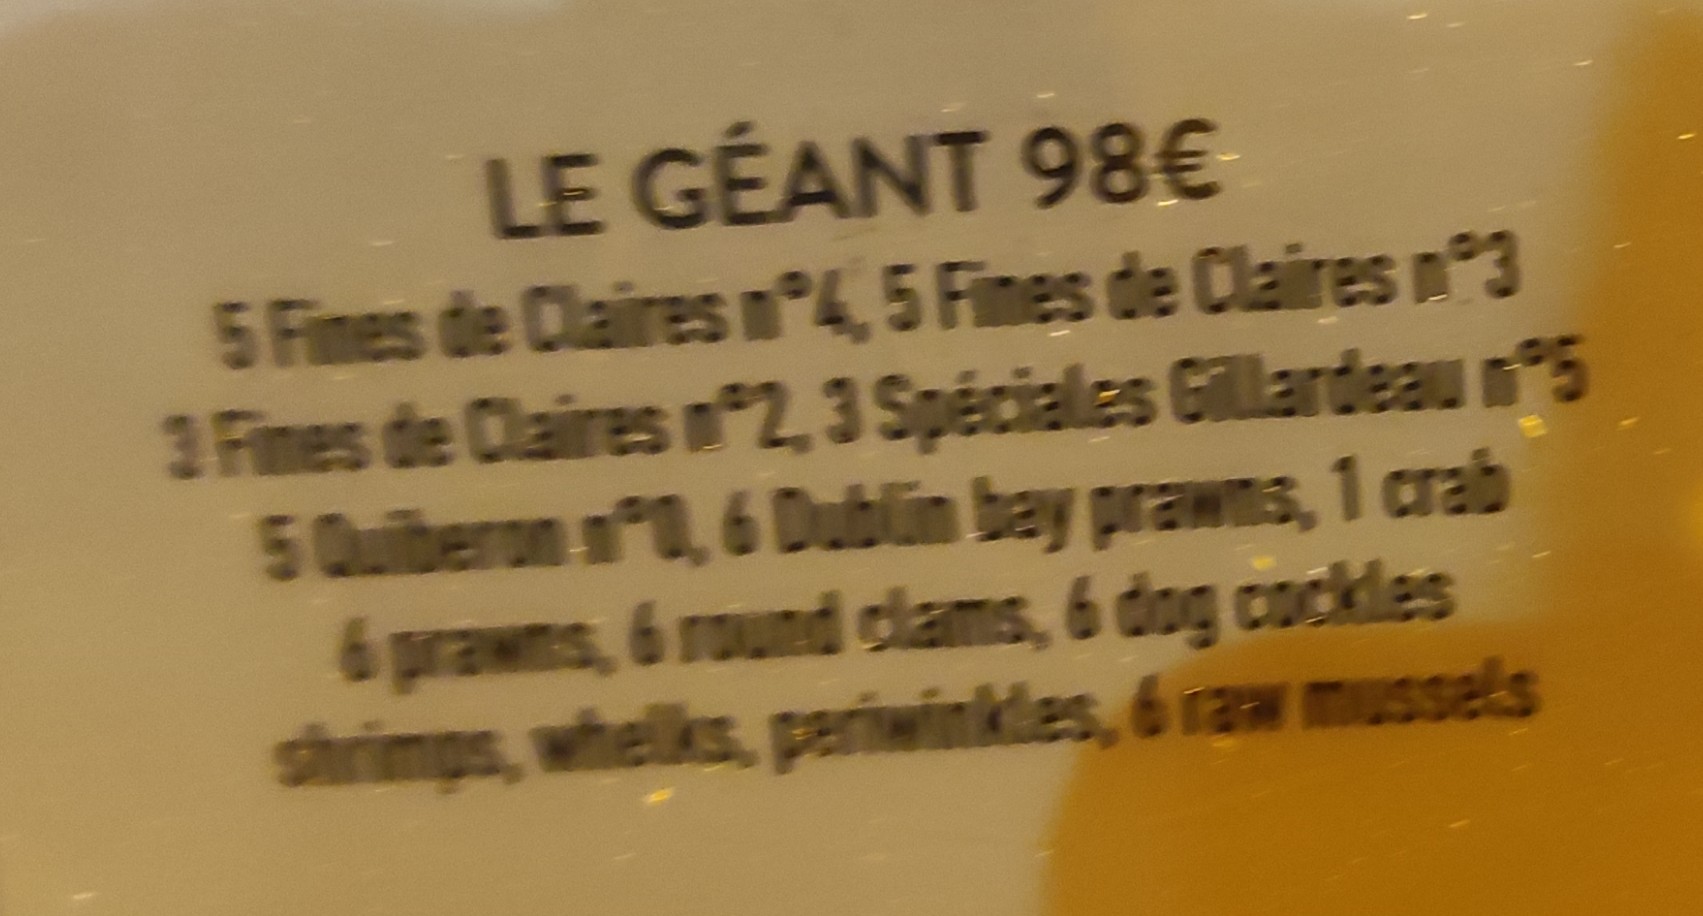 LE GÉANT 98€
5 Fines de Claires n°4, 5 Fines de Claires n°3
3 Fines de Claires n°2, 3 Spéciales Gillardeau n°5
5 Quiberon n°0, 6 Dublin bay prawns, 1 crab
6 prawns, 6 round clams, 6 dog cockles
shrimps, whelks, periwinkles, 6 raw mussels